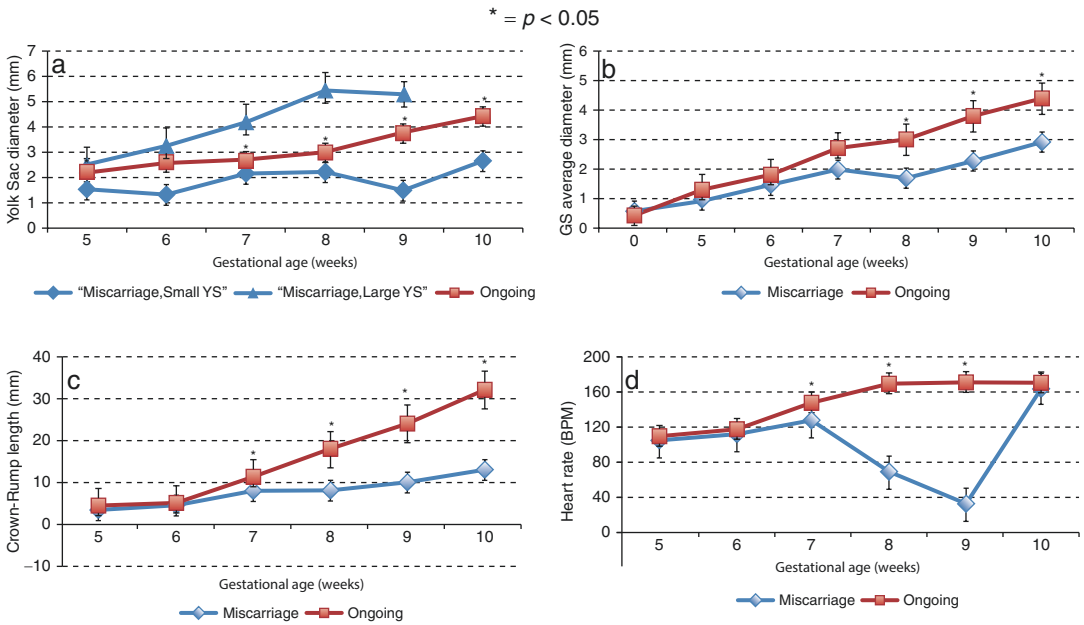 * = p < 0.05
a
Yolk Sac diameter (mm)
7
6
5
4
3
2
1
0
5 6 7 8 9 10
* * * *
*
Gestational age (weeks)
“Miscarriage,Small YS” “Miscarriage,Large YS” Ongoing
b
GS average diameter (mm)
6
5
4
3
2
1
0
0 5 6 7 8 9 10
* * *
Gestational age (weeks)
Miscarriage Ongoing
c
Crown-Rump length (mm)
40
30
20
10
0
−10
5 6 7 8 9 10
* * * *
Gestational age (weeks)
Miscarriage Ongoing
d
Heart rate (BPM)
200
160
120
80
40
0
5 6 7 8 9 10
* * *
Gestational age (weeks)
Miscarriage Ongoing